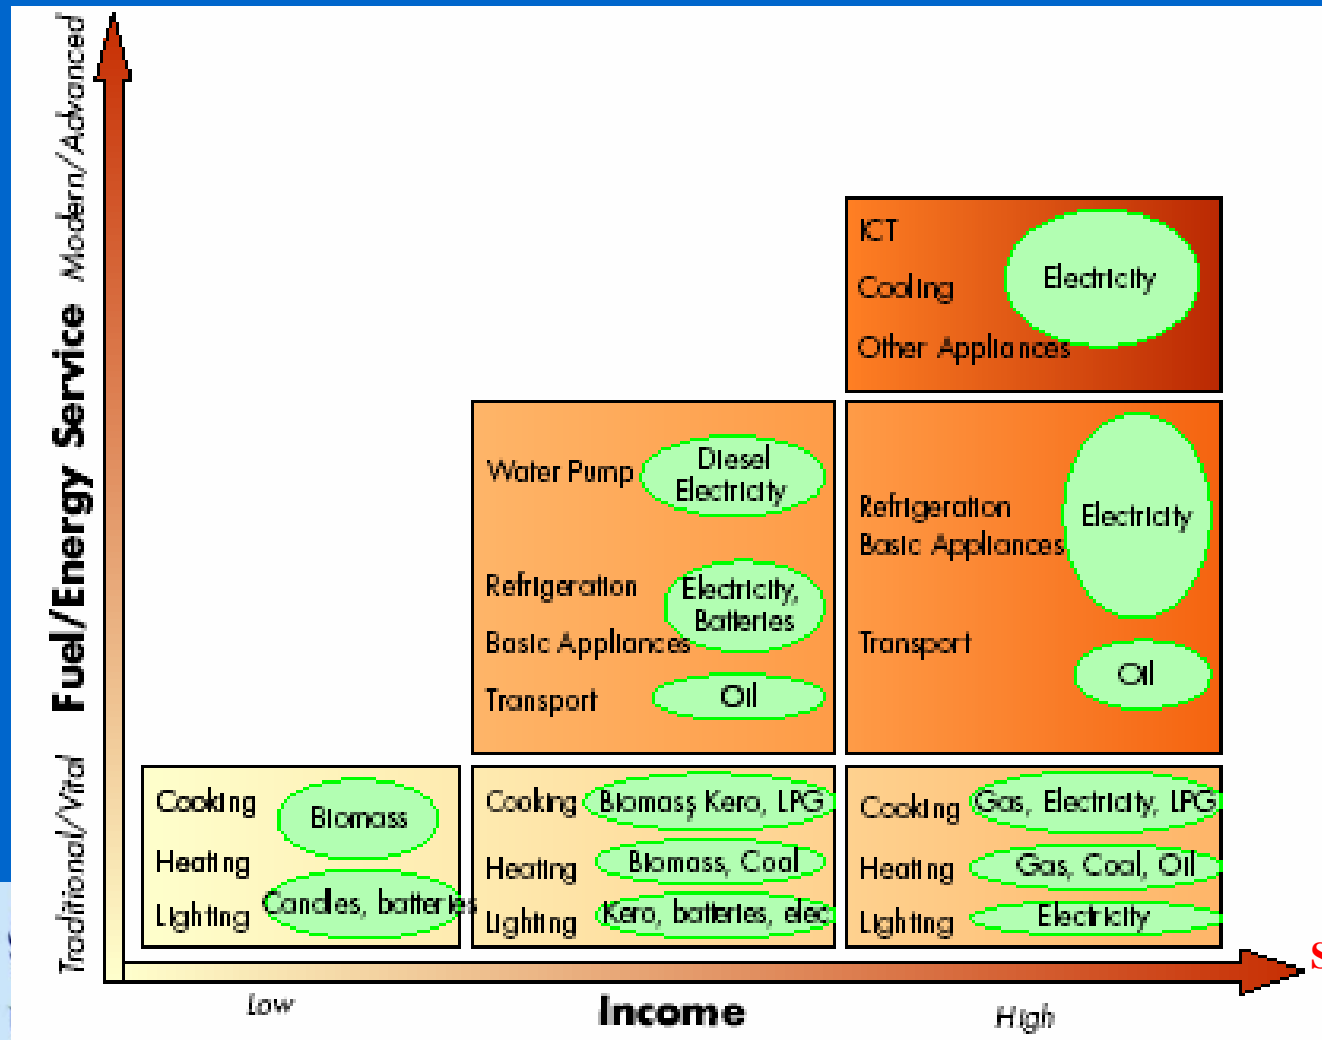 Fuel/Energy Service
Modern/Advanced
Traditional/Vital
ICT
Cooling
Other Appliances
Electricity
Water Pump
Diesel
Electricity
Refrigeration
Basic Appliances
Electricity,
Batteries
Transport
Oil
Refrigeration
Basic Appliances
Electricity
Transport
Oil
Cooking
Biomass
Heating
Lighting
Candles, batteries
Cooking
Biomass, Kero, LPG
Heating
Biomass, Coal
Lighting
Kero, batteries, elec
Cooking
Gas, Electricity, LPG
Heating
Gas, Coal, Oil
Lighting
Electricity
S
Low
Income
High